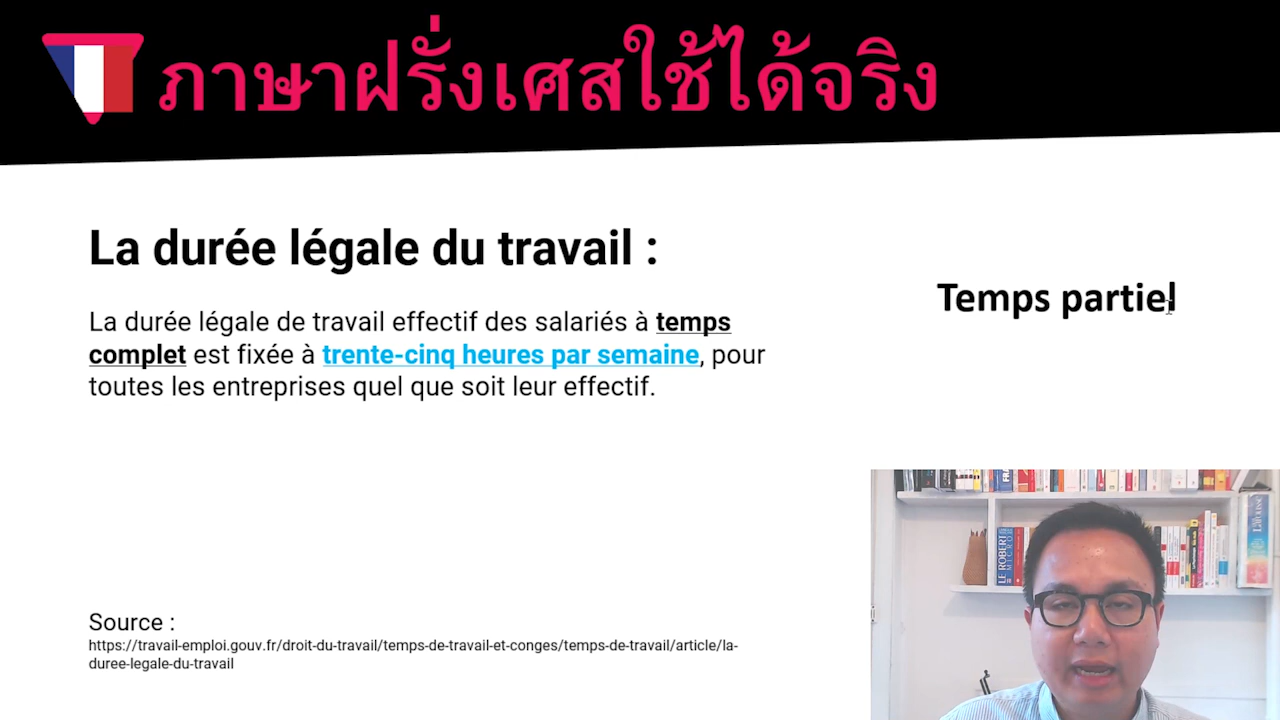 ภาษาฝรั่งเศสใช้ได้จริง
La durée légale du travail :
La durée légale de travail effectif des salariés à temps
complet est fixée à trente-cinq heures par semaine, pour
toutes les entreprises quel que soit leur effectif.
Temps partiel
Source :
https://travail-emploi.gouv.fr/droit-du-travail/temps-de-travail-et-conges/temps-de-travail/article/la-
duree-legale-du-travail
LE ROBERT
MICRO